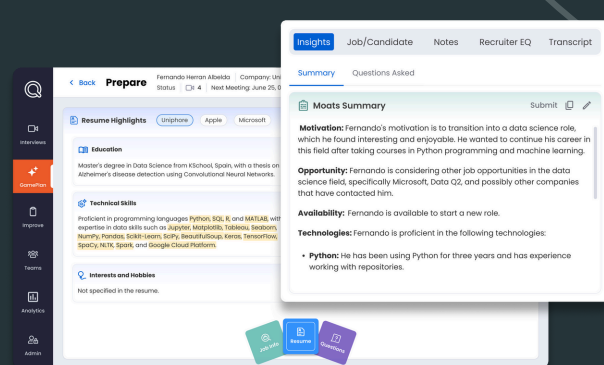 Interviews
GamePlan
Improve
Teams
Analytics
Admin
Back
Prepare
Fernando Herran Albelda
Company:
Status
4
Next Meeting: June 25,
Resume Highlights
Uniphore
Apple
Microsoft
Education
Master's degree in Data Science from KSchool, Spain, with a thesis on
Alzheimer's disease detection using Convolutional Neural Networks.
Technical Skills
Proficient in programming languages Python, SQL, R, and MATLAB, with
expertise in data skills such as Jupyter, Matplotlib, Tableau, Seaborn,
NumPy, Pandas, Scikit-Learn, SciPy, BeautifulSoup, Keras, TensorFlow,
SpaCy, NLTK, Spark, and Google Cloud Platform.
Interests and Hobbies
Not specified in the resume.
Job Info
Resume
Questions
Insights
Job/Candidate
Notes
Recruiter EQ
Transcript
Summary
Questions Asked
Moats Summary
Submit
Motivation: Fernando's motivation is to transition into a data science role,
which he found interesting and enjoyable. He wanted to continue his career in
this field after taking courses in Python programming and machine learning.
Opportunity: Fernando is considering other job opportunities in the data
science field, specifically Microsoft, Data Q2, and possibly other companies
that have contacted him.
Availability: Fernando is available to start a new role.
Technologies: Fernando is proficient in the following technologies:
• Python: He has been using Python for three years and has experience
working with repositories.